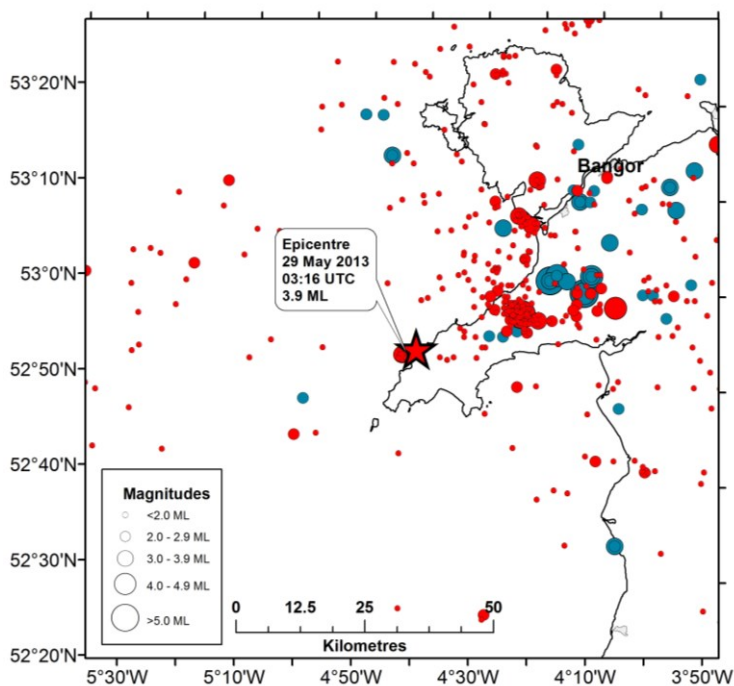 53°20'N
53°10'N
Bangor
Epicentre
29 May 2013
03:16 UTC
3.9 ML
53°0'N
52°50'N
52°40'N
Magnitudes
<2.0 ML
2.0 - 2.9 ML
3.0 - 3.9 ML
4.0 - 4.9 ML
>5.0 ML
52°30'N
0 12.5 25 50
Kilometres
52°20'N
5°30'W 5°10'W 4°50'W 4°30'W 4°10'W 3°50'W